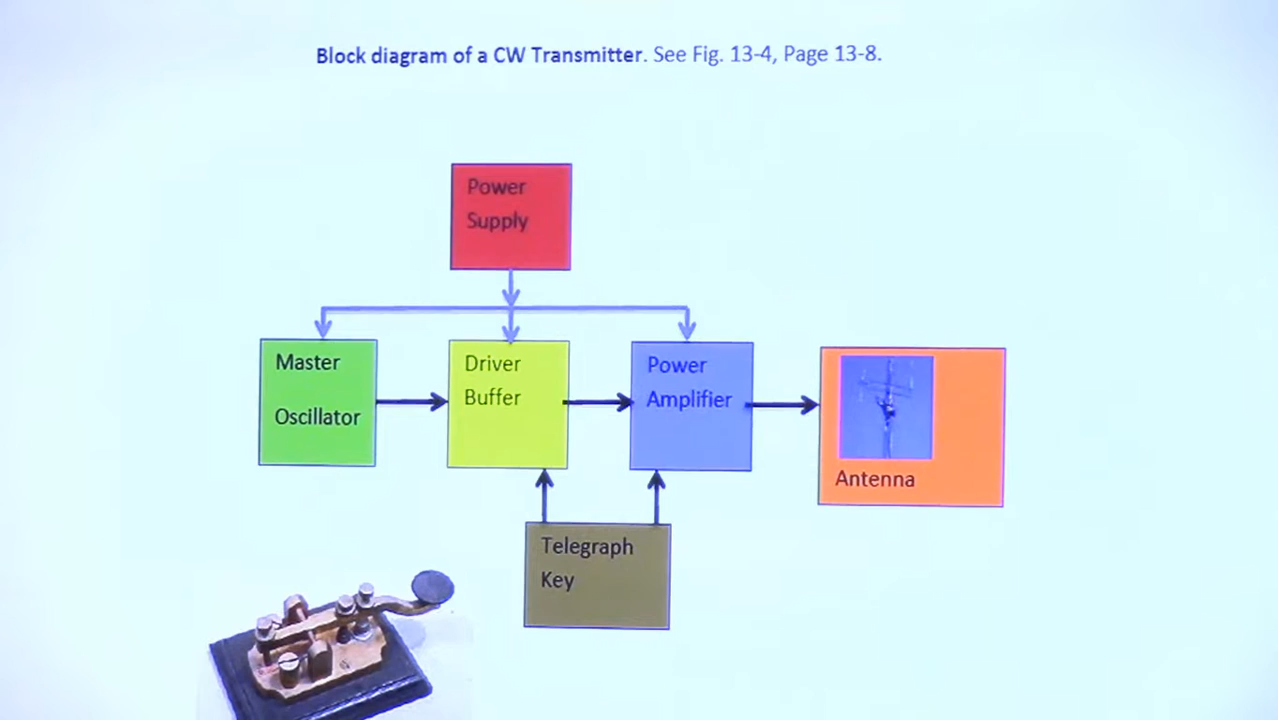 Block diagram of a CW Transmitter. See Fig. 13-4, Page 13-8.
Power
Supply
Master
Oscillator
Driver
Buffer
Power
Amplifier
Antenna
Telegraph
Key